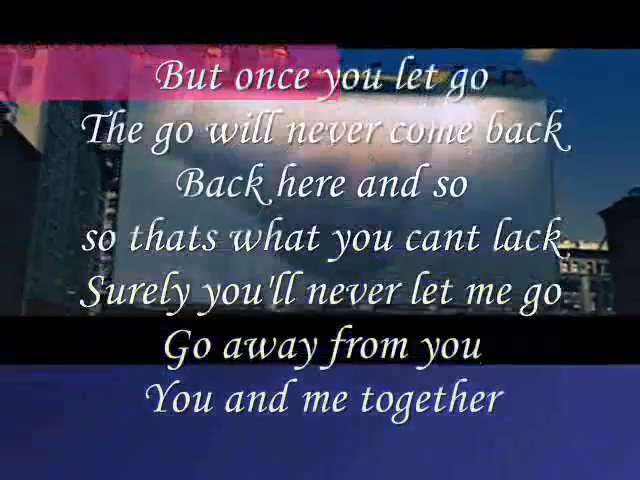 But once you let go
The go will never come back
Back here and so
so thats what you cant lack
Surely you'll never let me go
Go away from you
You and me together